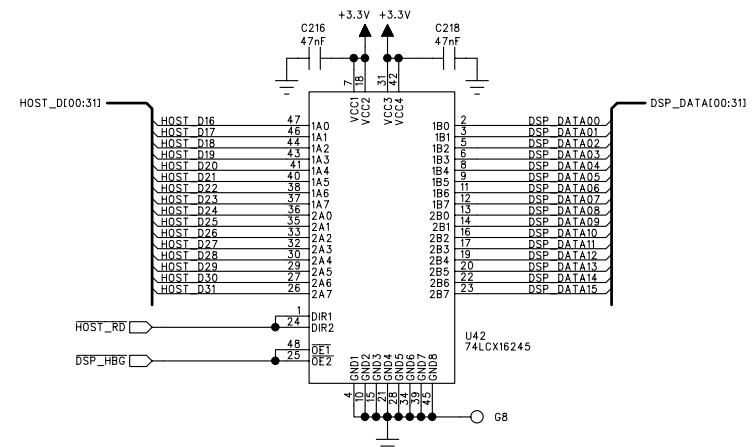 +3.3V +3.3V
C216 C218
47nF 47nF
7 18 31 42
VCC1 VCC2 VCC3 VCC4
HOST_D[00:31] DSP_DATA[00:31]
HOST_D16 47 1A0 1B0 2 DSP_DATA00
HOST_D17 46 1A1 1B1 3 DSP_DATA01
HOST_D18 44 1A2 1B2 5 DSP_DATA02
HOST_D19 43 1A3 1B3 6 DSP_DATA03
HOST_D20 41 1A4 1B4 8 DSP_DATA04
HOST_D21 40 1A5 1B5 9 DSP_DATA05
HOST_D22 38 1A6 1B6 11 DSP_DATA06
HOST_D23 37 1A7 1B7 12 DSP_DATA07
HOST_D24 36 2A0 2B0 13 DSP_DATA08
HOST_D25 35 2A1 2B1 14 DSP_DATA09
HOST_D26 33 2A2 2B2 16 DSP_DATA10
HOST_D27 32 2A3 2B3 17 DSP_DATA11
HOST_D28 30 2A4 2B4 19 DSP_DATA12
HOST_D29 29 2A5 2B5 20 DSP_DATA13
HOST_D30 27 2A6 2B6 22 DSP_DATA14
HOST_D31 26 2A7 2B7 23 DSP_DATA15
1 DIR1
HOST_RD 24 DIR2
48 OE1
DSP_HBG 25 OE2
U42
74LCX16245
GND1 GND2 GND3 GND4 GND5 GND6 GND7 GND8
4 10 15 21 28 34 39 45
G8